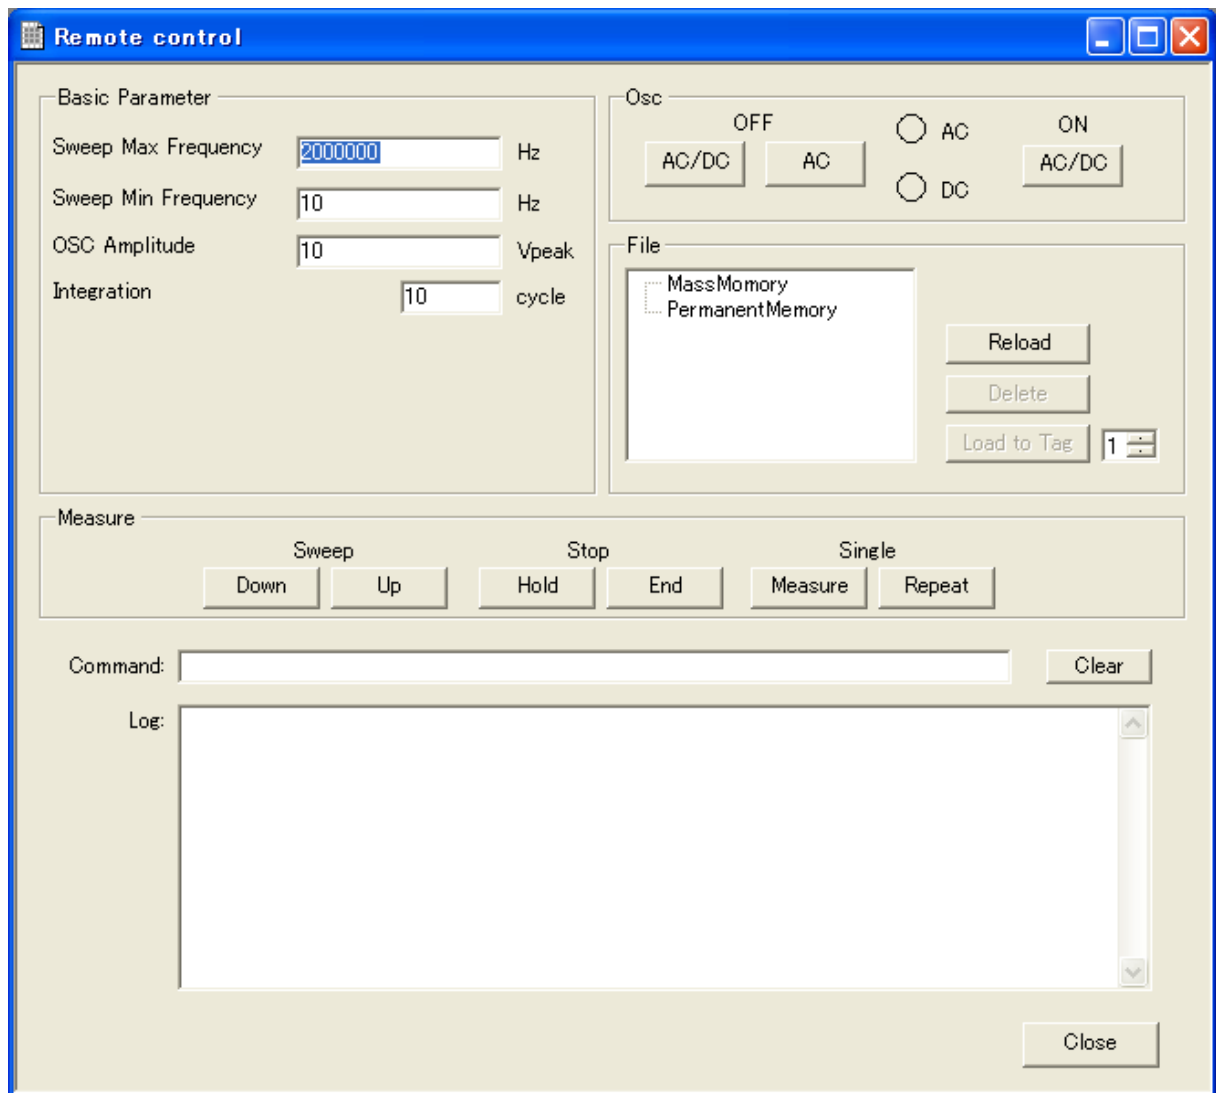 Remote control
Basic Parameter
Sweep Max Frequency 2000000 Hz
Sweep Min Frequency 10 Hz
OSC Amplitude 10 Vpeak
Integration 10 cycle
Osc
OFF ON
AC/DC AC AC AC/DC
DC
File
MassMomory
PermanentMemory
Reload
Delete
Load to Tag 1
Measure
Sweep Stop Single
Down Up Hold End Measure Repeat
Command: Clear
Log:
Close